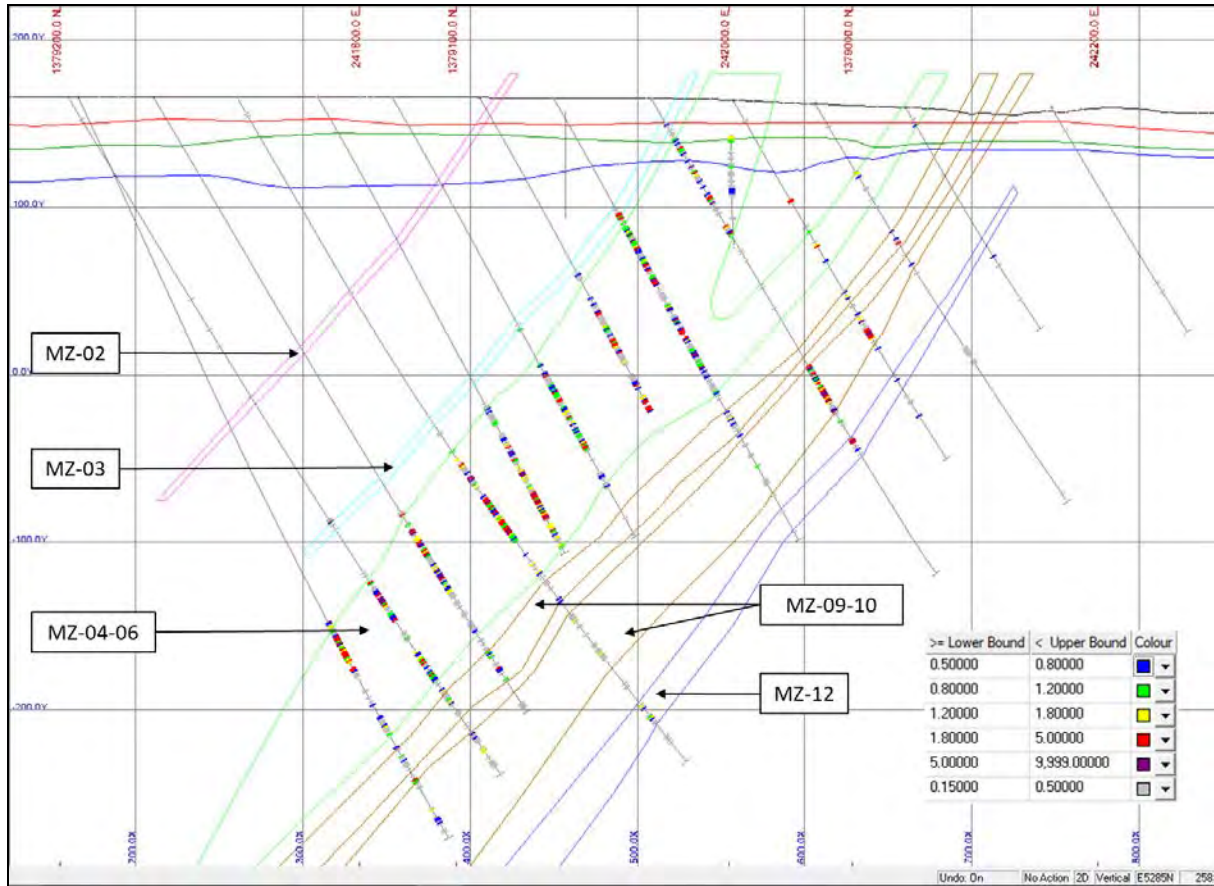 1379200.0 N
241800.0 E
1379100.0 N
242000.0 E
1379000.0 N
242200.0 E
200.0Y
100.0Y
0.0Y
-100.0Y
-200.0Y
MZ-02
MZ-03
MZ-04-06
MZ-09-10
MZ-12
>= Lower Bound < Upper Bound Colour
0.50000 0.80000
0.80000 1.20000
1.20000 1.80000
1.80000 5.00000
5.00000 9,999.00000
0.15000 0.50000
200.0X
300.0X
400.0X
500.0X
600.0X
700.0X
800.0X
Undo: On No Action 2D Vertical E5285N 258